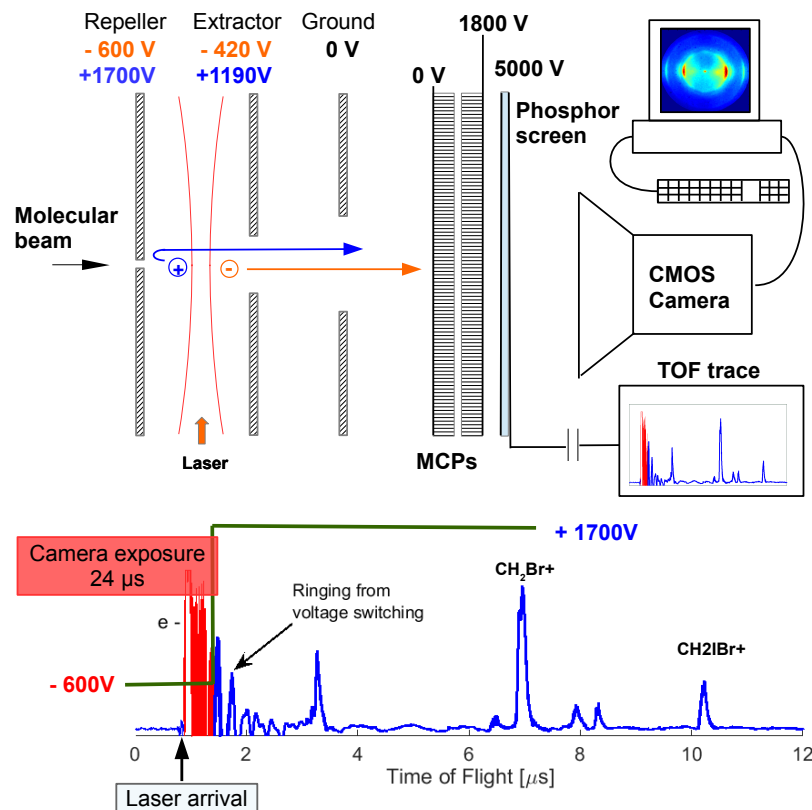 Repeller
- 600 V
+1700V
Extractor
- 420 V
+1190V
Ground
0 V
1800 V
0 V
5000 V
Phosphor
screen
Molecular
beam
+
-
Laser
MCPs
CMOS
Camera
TOF trace
Camera exposure
24 µs
+ 1700V
e -
Ringing from
voltage switching
CH2Br+
CH2IBr+
- 600V
0 2 4 6 8 10 12
Time of Flight [µs]
Laser arrival